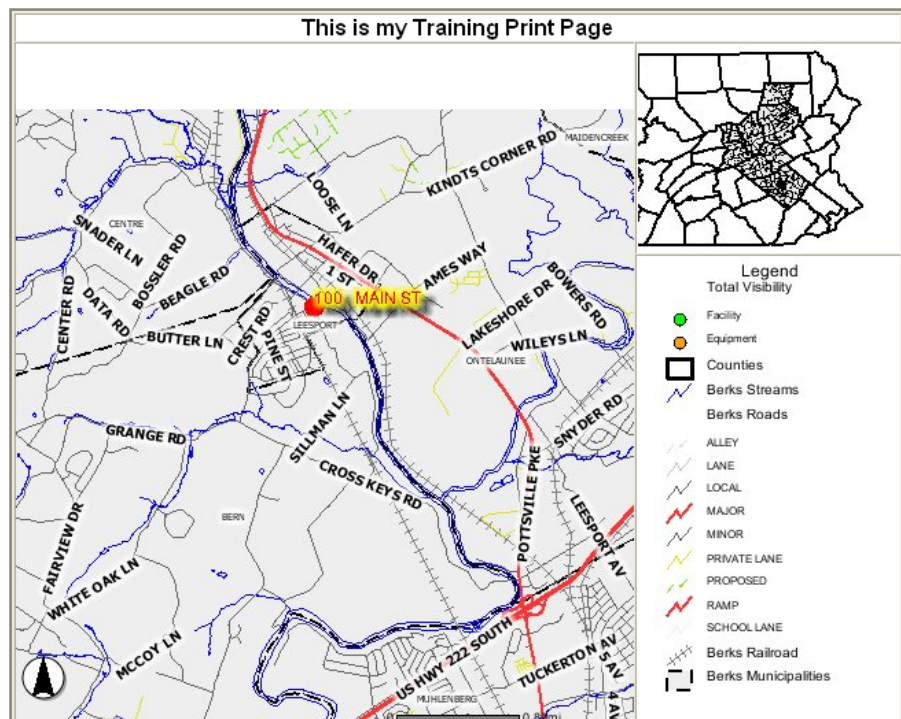 This is my Training Print Page
MAIDENCREEK
KINDTS CORNER RD
LOOSE LN
CENTRE
SNADER LN
BOSSLER RD
HAFER DR
1 ST
AMES WAY
BEAGLE RD
BOWERS RD
DATA RD
CENTER RD
100 MAIN ST
LAKESHORE DR
LEESPORT
BUTTER LN
CREST RD
PINE ST
WILEYS LN
ONTELAUNEE
SNYDER RD
GRANGE RD
SILLMAN LN
CROSS KEYS RD
BERN
FAIRVIEW DR
POTTSVILLE PKE
LEESPORT AV
WHITE OAK LN
MCCOY LN
US HWY 222 SOUTH
TUCKERTON AV
5 AV
4 AV
MUHLENBERG
Legend
Total Visibility
Facility
Equipment
Counties
Berks Streams
Berks Roads
ALLEY
LANE
LOCAL
MAJOR
MINOR
PRIVATE LANE
PROPOSED
RAMP
SCHOOL LANE
Berks Railroad
Berks Municipalities